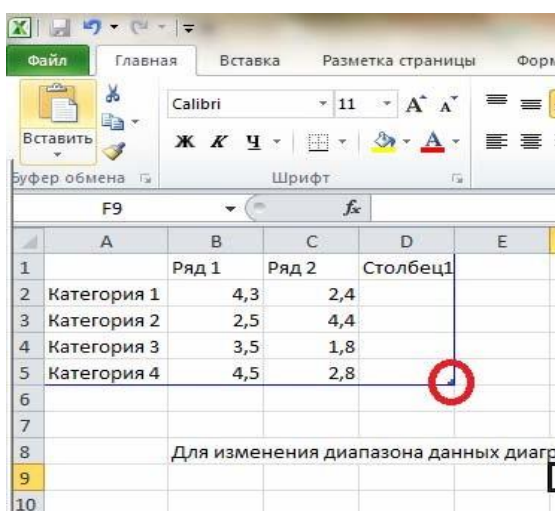 Файл Главная Вставка Разметка страницы Форм
Calibri 11 A A
Вставить
Ж К Ч А
Буфер обмена Шрифт
F9 fx
A B C D E
1 Ряд 1 Ряд 2 Столбец1
2 Категория 1 4,3 2,4
3 Категория 2 2,5 4,4
4 Категория 3 3,5 1,8
5 Категория 4 4,5 2,8
6
7
8 Для изменения диапазона данных диагр
9
10